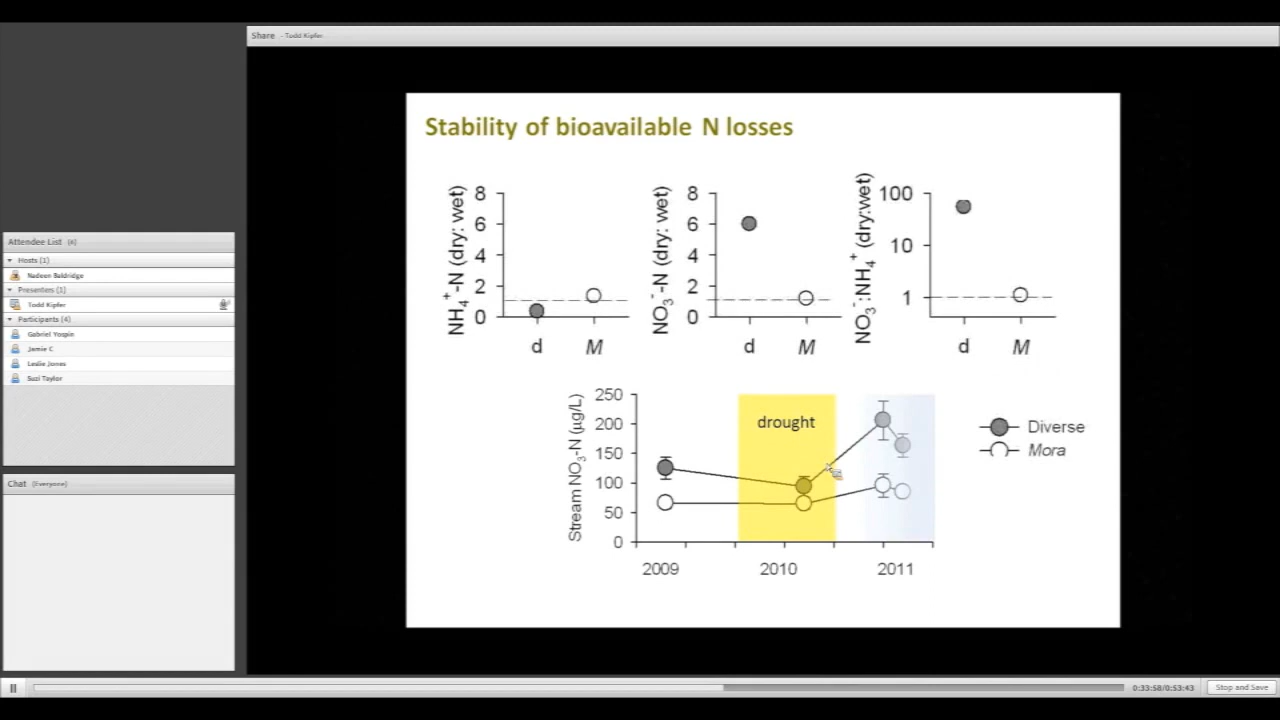 Share - Todd Kipfer
Stability of bioavailable N losses
NH₄⁺-N (dry: wet)
8
6
4
2
0
d M
NO₃⁻-N (dry: wet)
8
6
4
2
0
d M
NO₃⁻:NH₄⁺ (dry:wet)
100
10
1
d M
Stream NO₃-N (µg/L)
250
200
150
100
50
0
drought
2009 2010 2011
Diverse
Mora
Attendee List (6)
Hosts (1)
Nadeen Baldridge
Presenters (1)
Todd Kipfer
Participants (4)
Gabriel Yospin
Jamie C
Leslie Jones
Suzi Taylor
Chat (Everyone)
0:33:58/0:53:43
Stop and Save